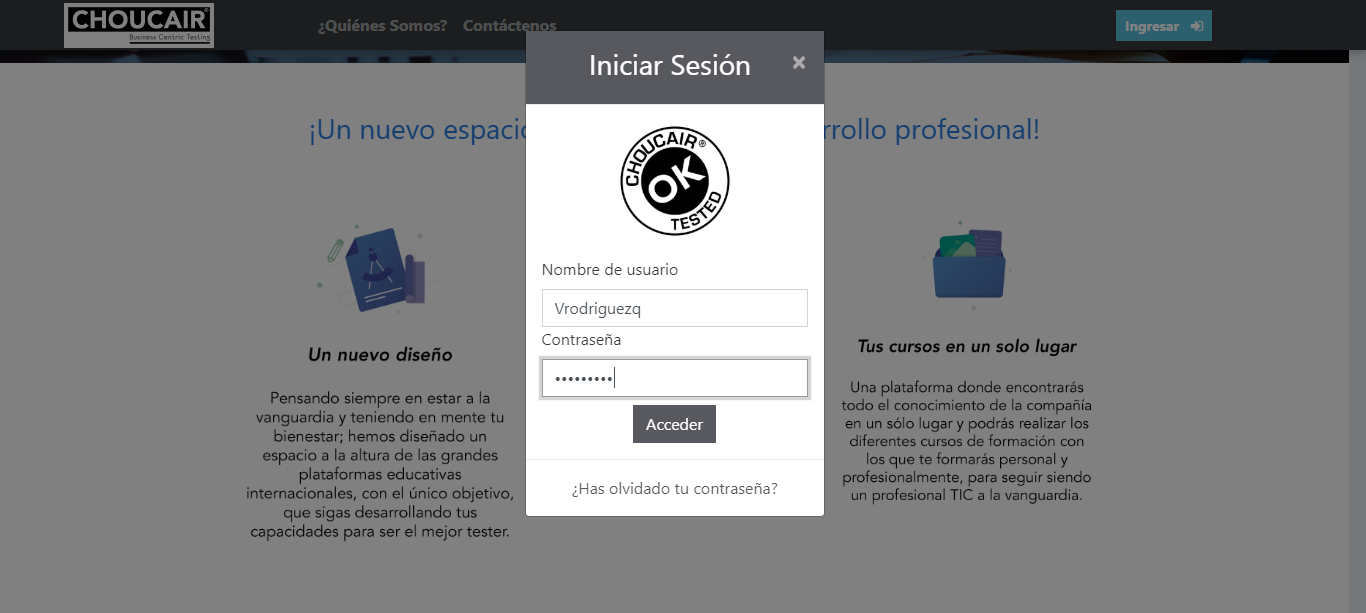 CHOUCAIR®
Business Centric Testing
¿Quiénes Somos?
Contáctenos
Ingresar
Iniciar Sesión
×
¡Un nuevo espacio
rrollo profesional!
CHOUCAIR®
OK
TESTED
Nombre de usuario
Vrodriguezq
Contraseña
•••••••••
Acceder
¿Has olvidado tu contraseña?
Un nuevo diseño
Pensando siempre en estar a la
vanguardia y teniendo en mente tu
bienestar; hemos diseñado un
espacio a la altura de las grandes
plataformas educativas
internacionales, con el único objetivo,
que sigas desarrollando tus
capacidades para ser el mejor tester.
Tus cursos en un solo lugar
Una plataforma donde encontrarás
todo el conocimiento de la compañía
en un sólo lugar y podrás realizar los
diferentes cursos de formación con
los que te formarás personal y
profesionalmente, para seguir siendo
un profesional TIC a la vanguardia.